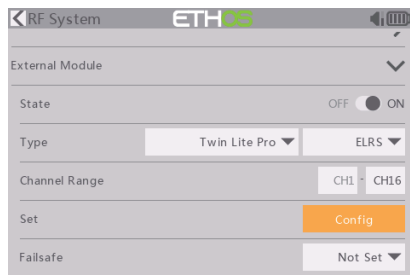 RF System ETHOS
External Module
State OFF ON
Type Twin Lite Pro ELRS
Channel Range CH1 - CH16
Set Config
Failsafe Not Set